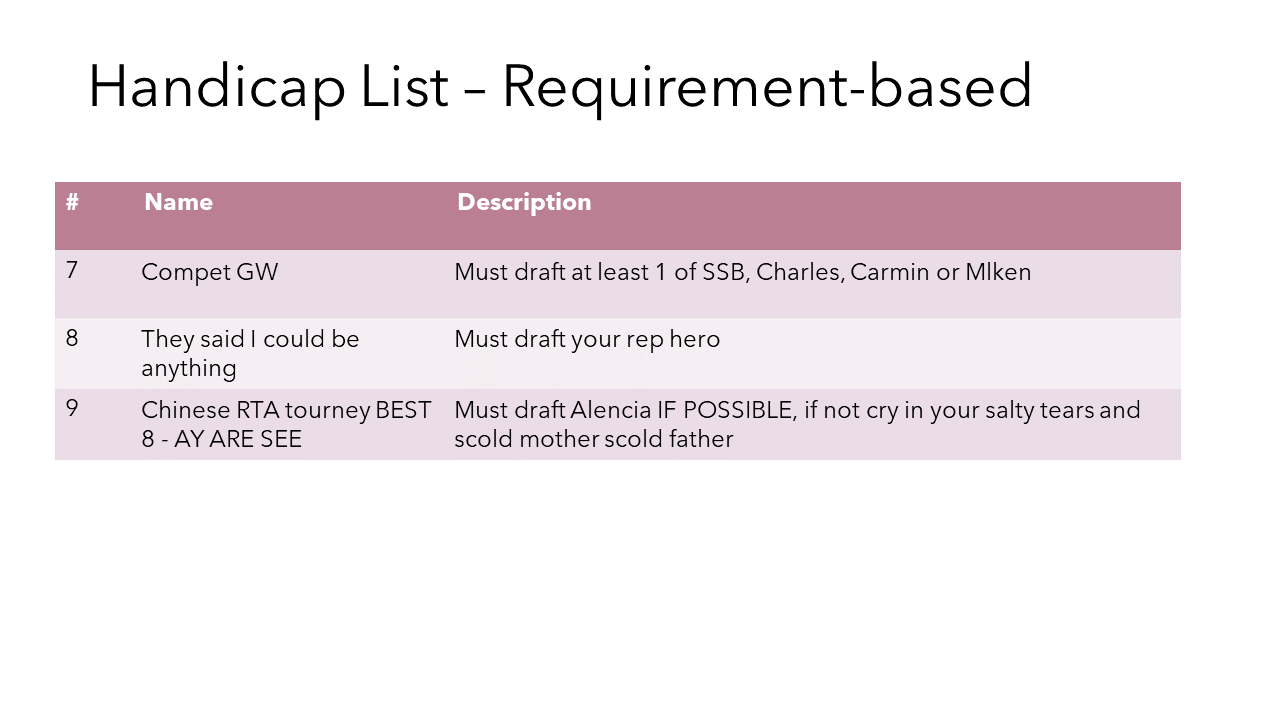 Handicap List – Requirement-based
# Name Description
7 Compet GW Must draft at least 1 of SSB, Charles, Carmin or Mlken
8 They said I could be Must draft your rep hero
anything
9 Chinese RTA tourney BEST Must draft Alencia IF POSSIBLE, if not cry in your salty tears and
8 - AY ARE SEE scold mother scold father